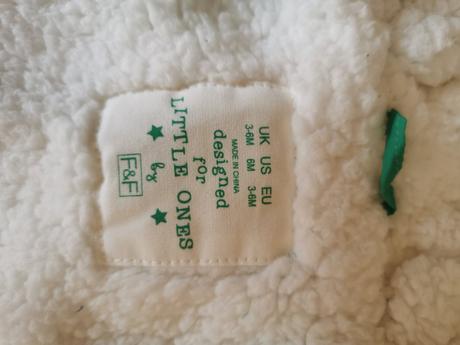 UK US EU
3-6M 6M 3-6M
MADE IN CHINA
designed
for
LITTLE ONES
★ by ★
F&F